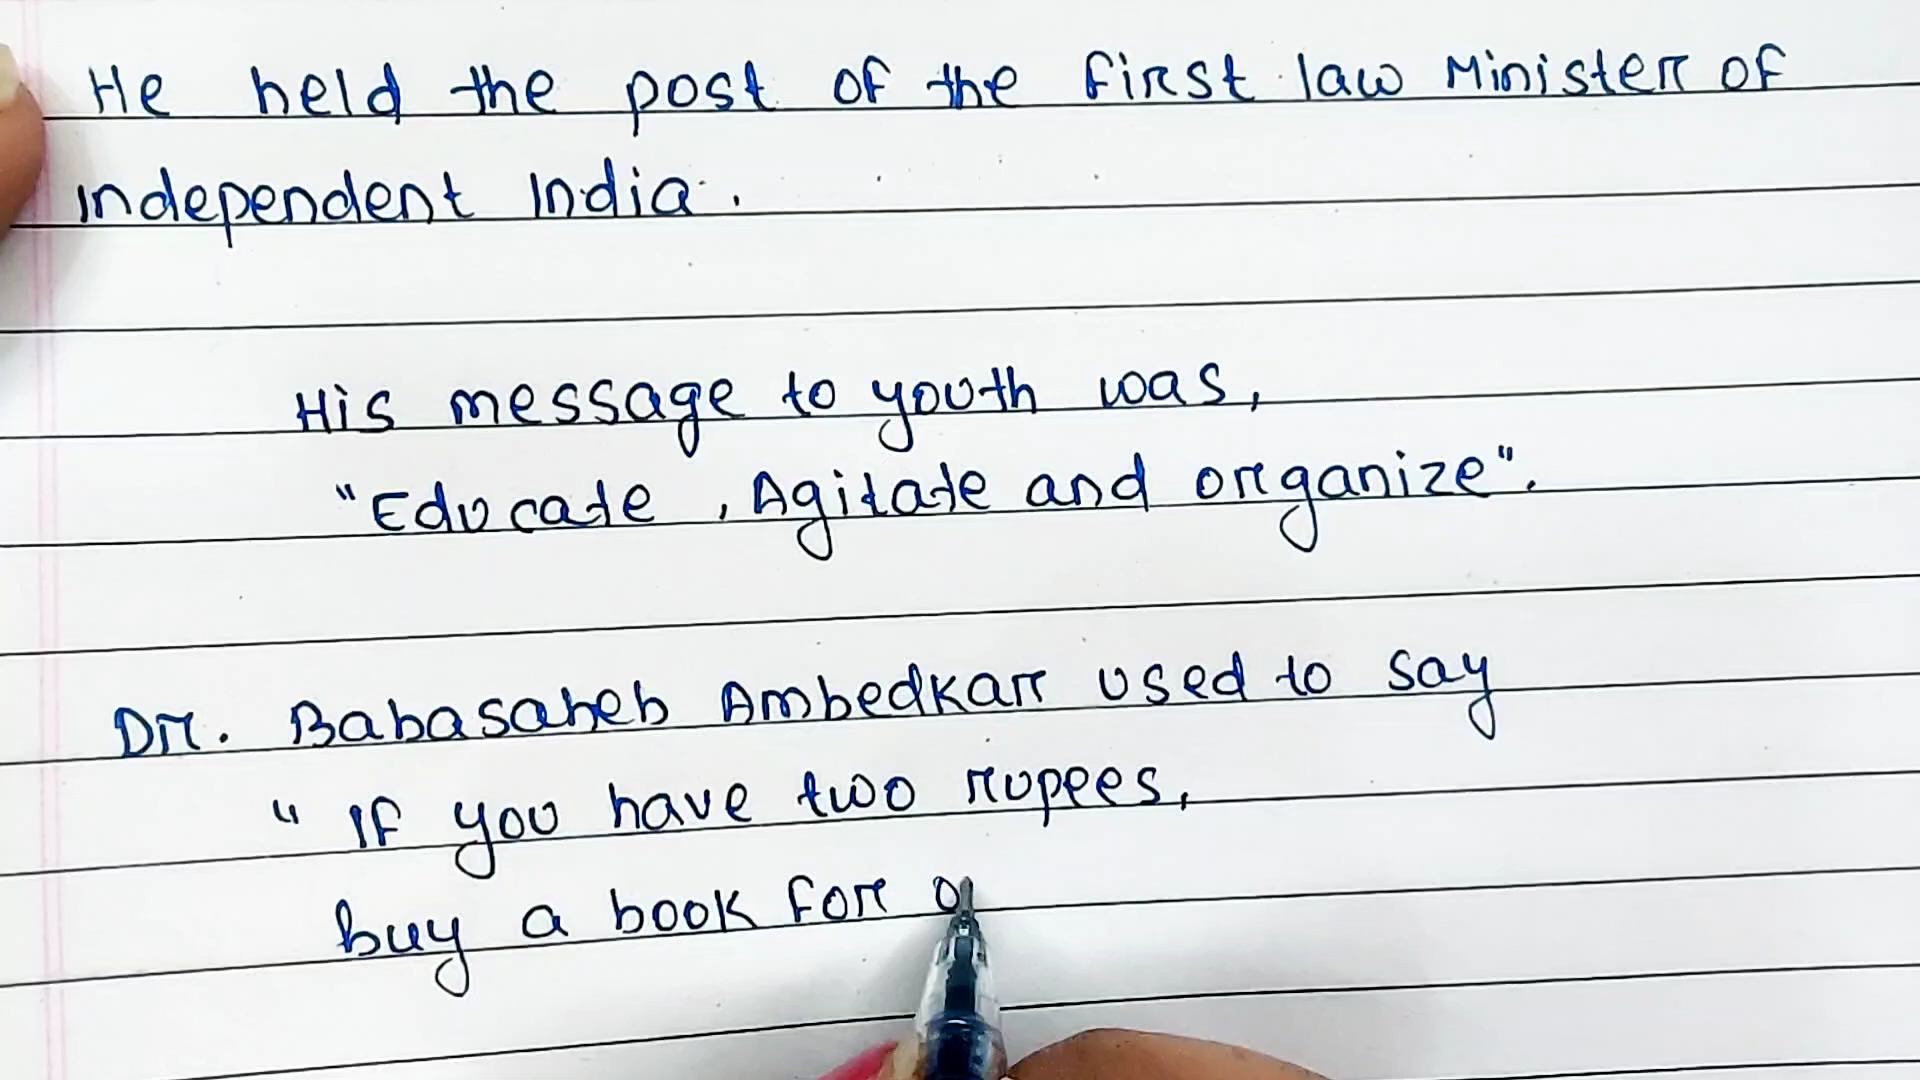 He held the post of the first law Minister of
independent India.
His message to youth was,
"Educate, Agitate and organize".
Dr. Babasaheb Ambedkar used to say
"If you have two rupees,
buy a book for